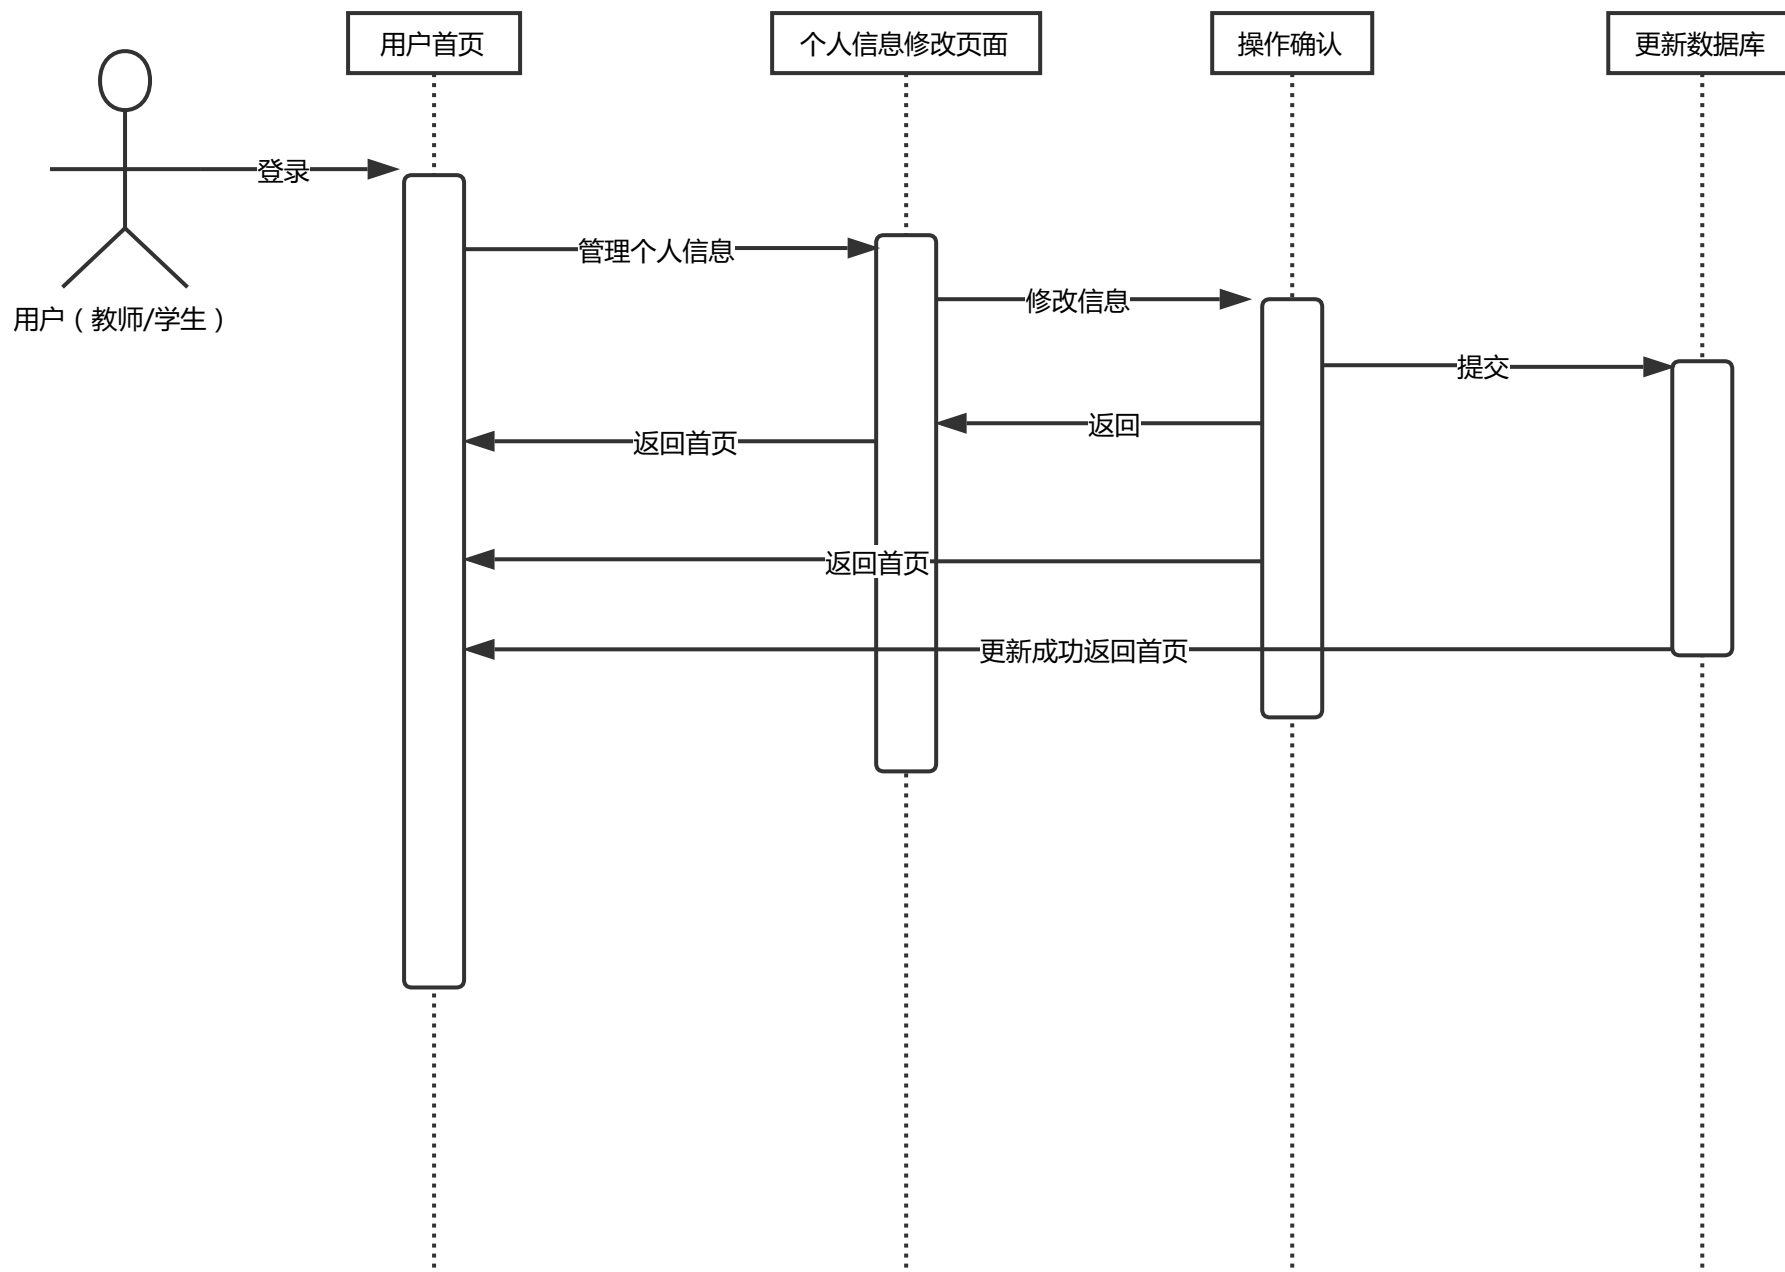 用户首页
个人信息修改页面
操作确认
更新数据库
登录
管理个人信息
修改信息
用户（教师/学生）
提交
返回
返回首页
返回首页
更新成功返回首页